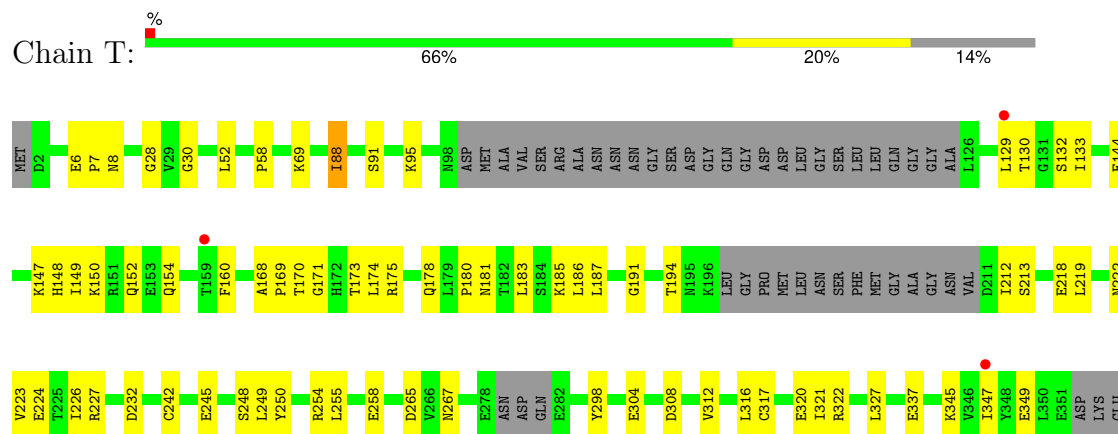 %
Chain T:
66% 20% 14%
MET D2 E6 P7 N8 G28 V29 G30 L52 P58 K69 I88 S91 K95 N98 ASP MET ALA VAL SER ARG ALA ASN ASN ASN GLY SER ASP GLY GLN GLY ASP ASP LEU GLY SER LEU LEU GLN GLY GLY ALA L126 L129 T130 G131 S132 I133
K147 H148 I149 K150 R151 Q152 E153 Q154 T159 F160 A168 P169 T170 G171 H172 T173 L174 R175 Q178 L179 P180 N181 T182 L183 S184 K185 L186 L187 G191 T194 N195 K196 LEU GLY PRO MET LEU ASN SER PHE MET GLY ALA GLY ASN VAL D211 I212 S213 E218 L219
V223 E224 T225 I226 R227 D232 C242 E245 S248 L249 Y250 R254 L255 E258 D265 V266 N267 E278 ASN ASP GLN E282 Y298 E304 D308 V312 L316 C317 E320 I321 R322 L327 E337 K345 V346 I347 Y348 E349 L350 E351 ASP LYS